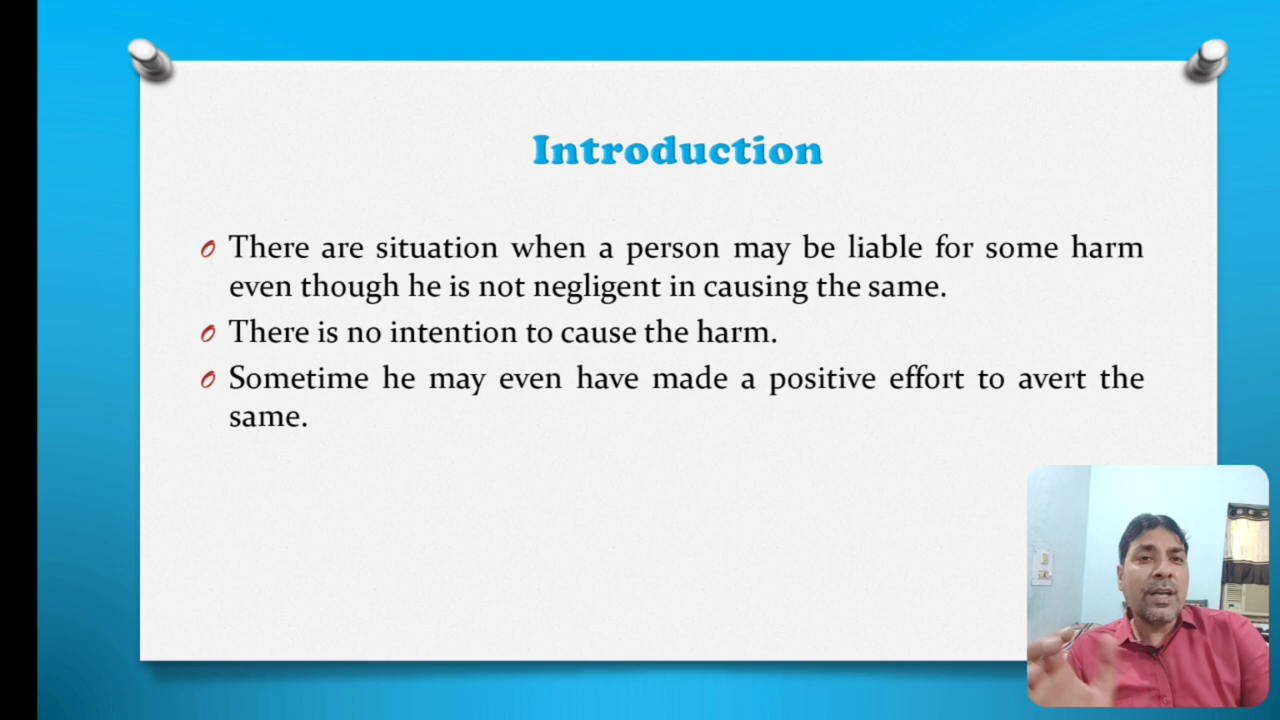 Introduction
There are situation when a person may be liable for some harm
even though he is not negligent in causing the same.
There is no intention to cause the harm.
Sometime he may even have made a positive effort to avert the
same.